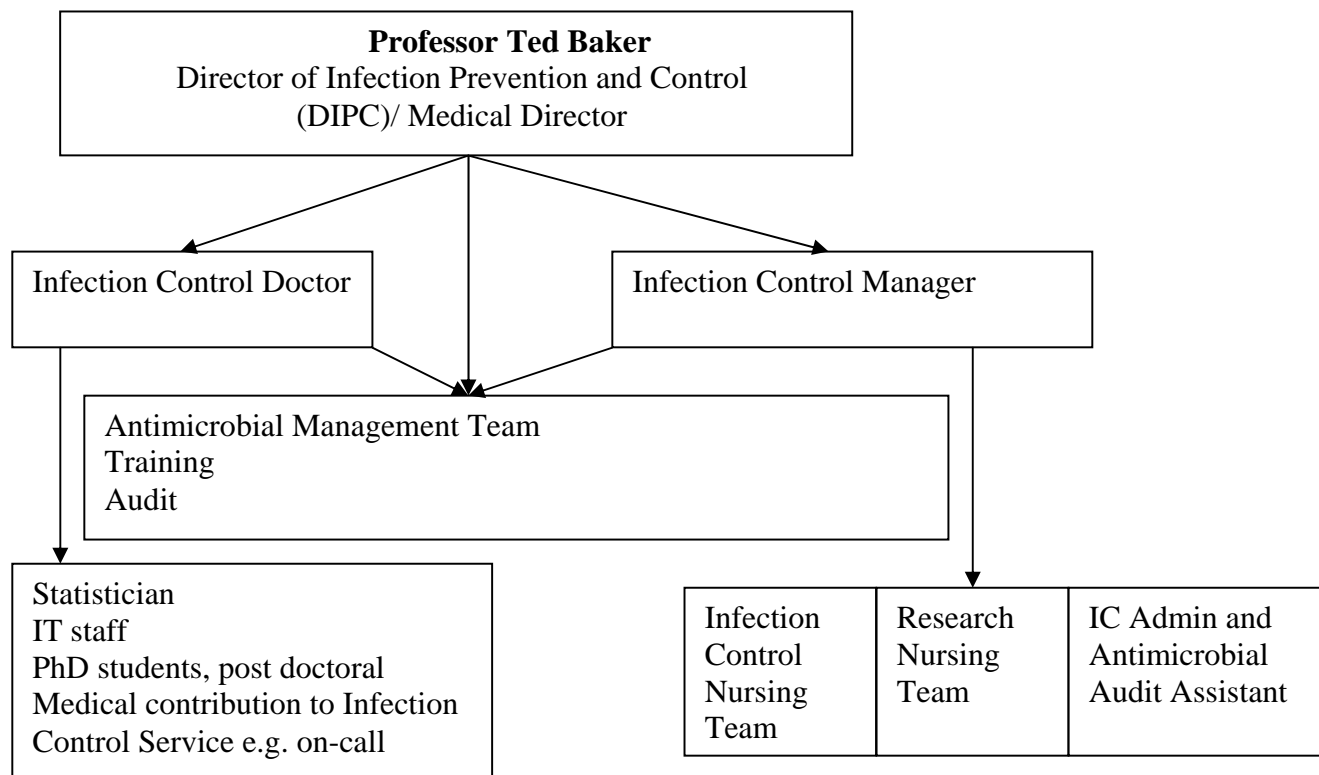 Professor Ted Baker
Director of Infection Prevention and Control
(DIPC)/ Medical Director
Infection Control Doctor
Infection Control Manager
Antimicrobial Management Team
Training
Audit
Statistician
IT staff
PhD students, post doctoral
Medical contribution to Infection
Control Service e.g. on-call
Infection
Control
Nursing
Team
Research
Nursing
Team
IC Admin and
Antimicrobial
Audit Assistant